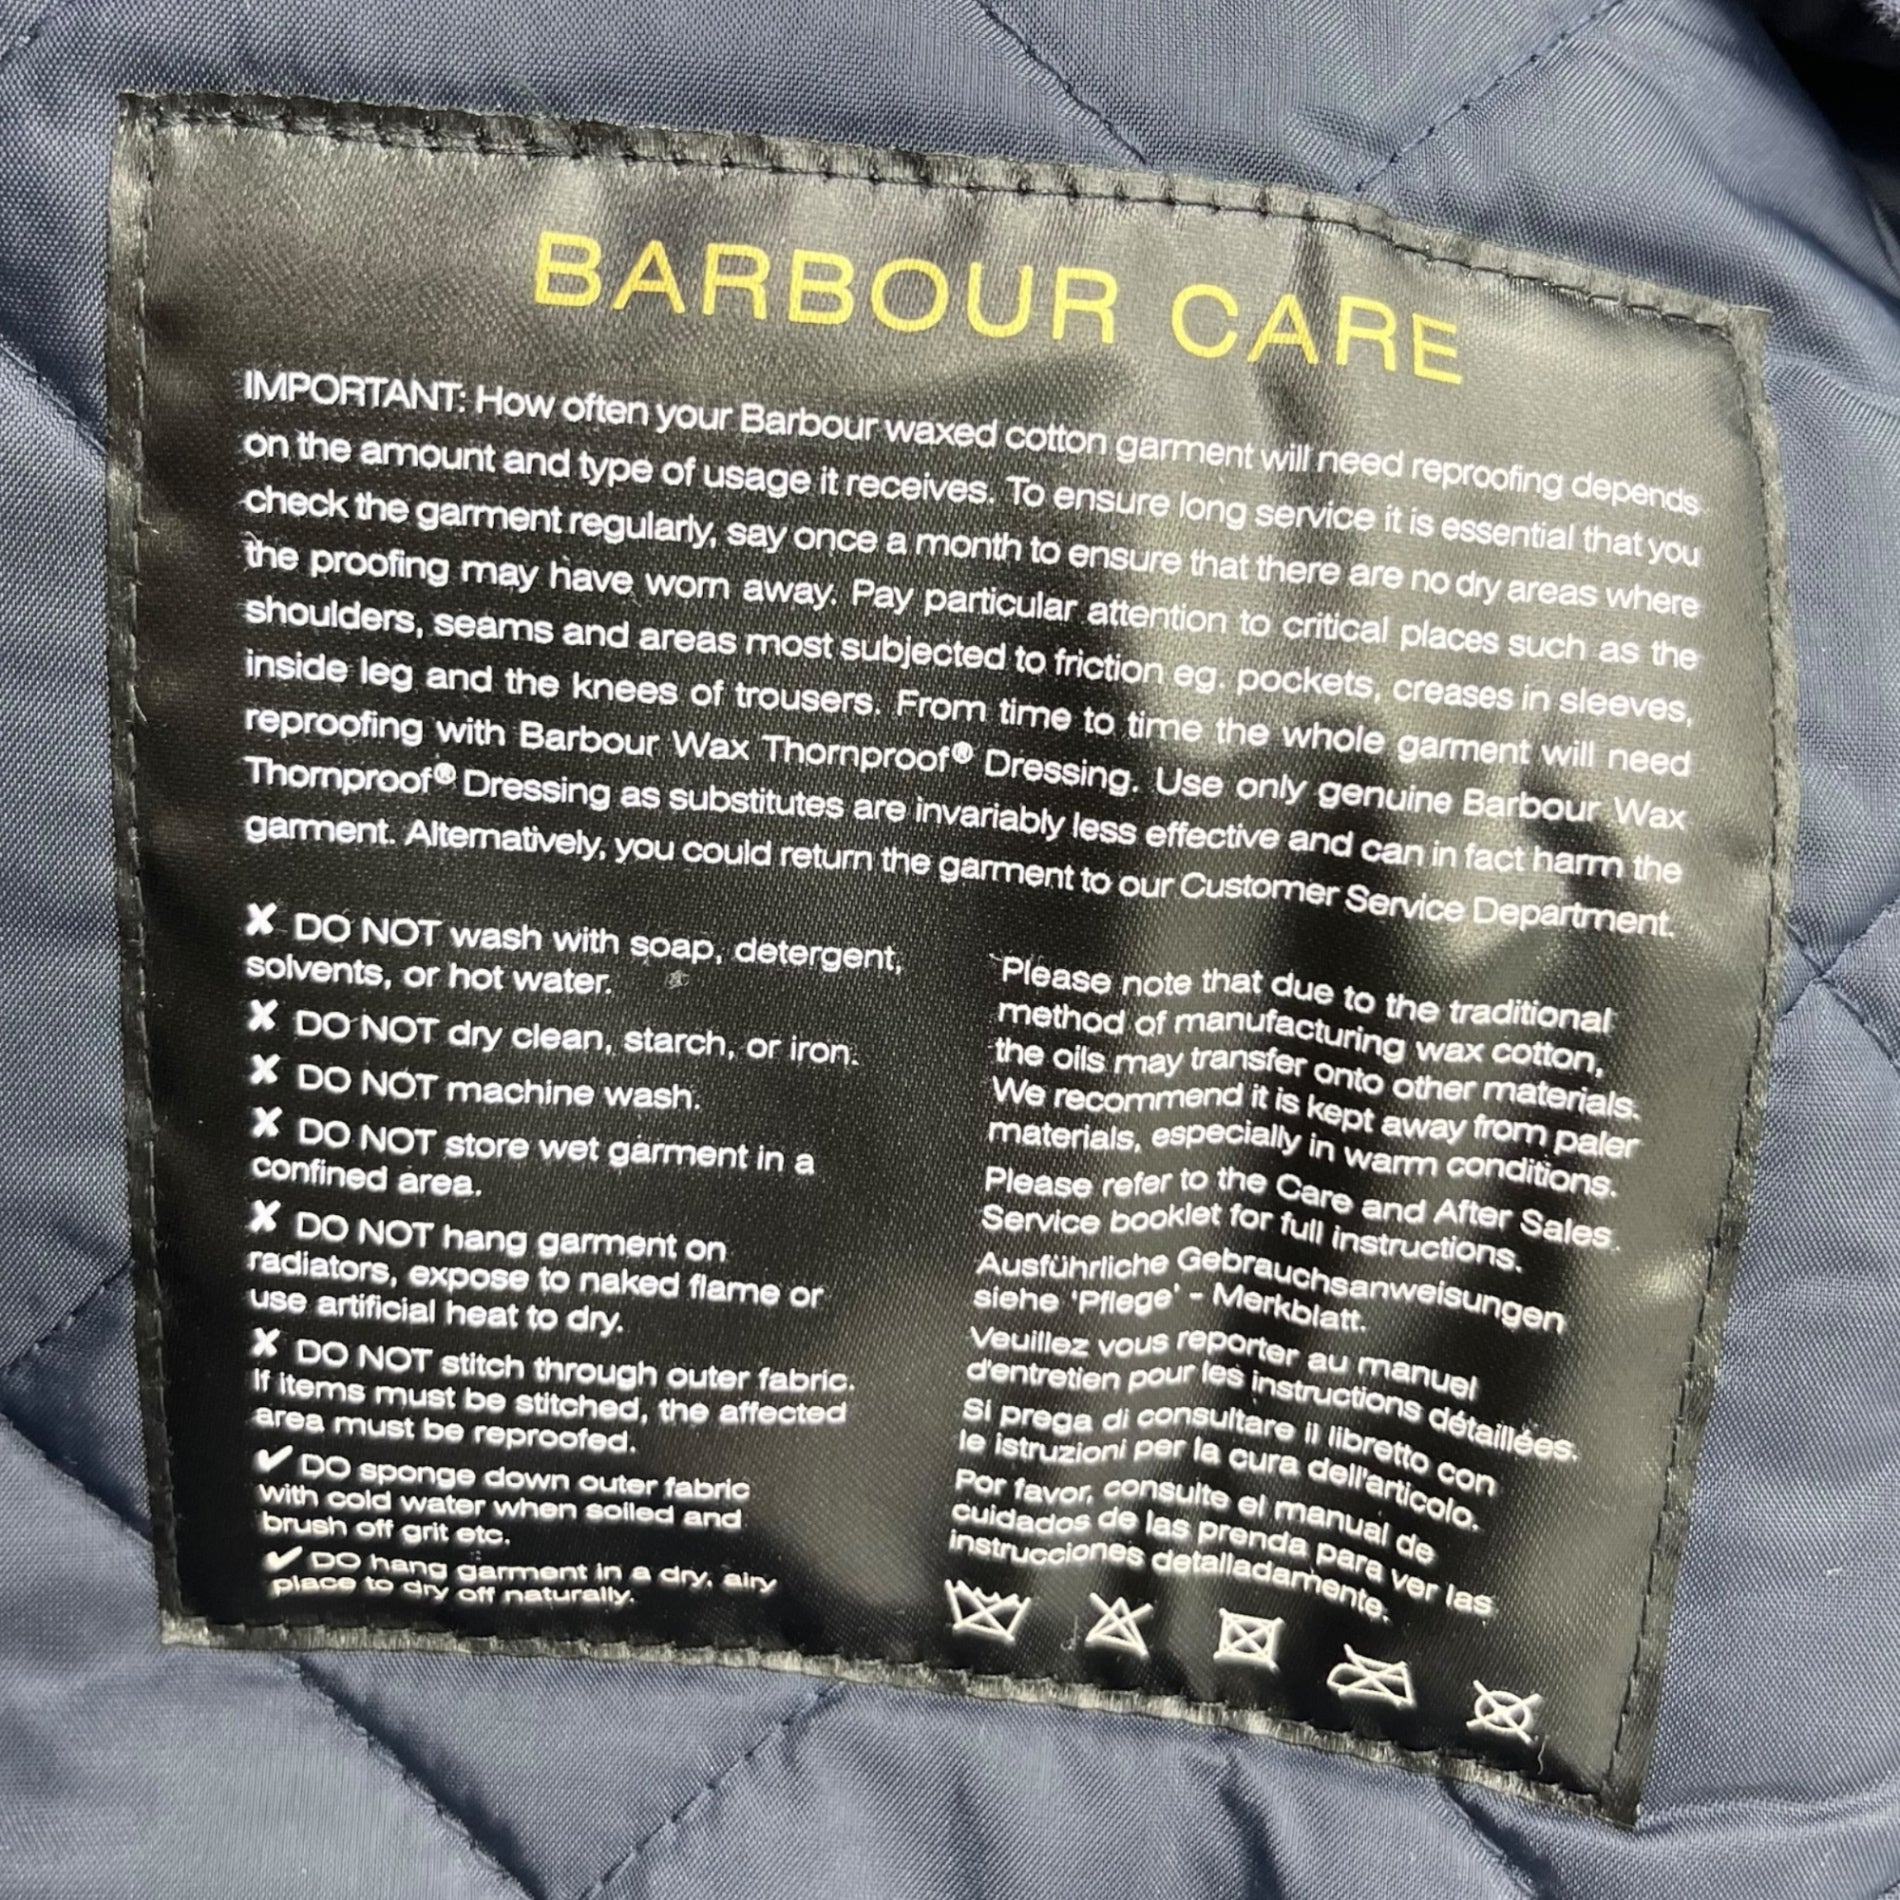 BARBOUR CARE
IMPORTANT: How often your Barbour waxed cotton garment will need reproofing depends
on the amount and type of usage it receives. To ensure long service it is essential that you
check the garment regularly, say once a month to ensure that there are no dry areas where
the proofing may have worn away. Pay particular attention to critical places such as the
shoulders, seams and areas most subjected to friction eg. pockets, creases in sleeves,
inside leg and the knees of trousers. From time to time the whole garment will need
reproofing with Barbour Wax Thornproof® Dressing. Use only genuine Barbour Wax
Thornproof® Dressing as substitutes are invariably less effective and can in fact harm the
garment. Alternatively, you could return the garment to our Customer Service Department.
✘ DO NOT wash with soap, detergent,
solvents, or hot water.
✘ DO NOT dry clean, starch, or iron.
✘ DO NOT machine wash.
✘ DO NOT store wet garment in a
confined area.
✘ DO NOT hang garment on
radiators, expose to naked flame or
use artificial heat to dry.
✘ DO NOT stitch through outer fabric.
If items must be stitched, the affected
area must be reproofed.
✔ DO sponge down outer fabric
with cold water when soiled and
brush off grit etc.
✔ DO hang garment in a dry, airy
place to dry off naturally.
Please note that due to the traditional
method of manufacturing wax cotton,
the oils may transfer onto other materials.
We recommend it is kept away from paler
materials, especially in warm conditions.
Please refer to the Care and After Sales
Service booklet for full instructions.
Ausführliche Gebrauchsanweisungen
siehe 'Pflege' - Merkblatt.
Veuillez vous reporter au manuel
d'entretien pour les instructions détaillées.
Si prega di consultare il libretto con
le istruzioni per la cura dell'articolo.
Por favor, consulte el manual de
cuidados de las prenda para ver las
instrucciones detalladamente.